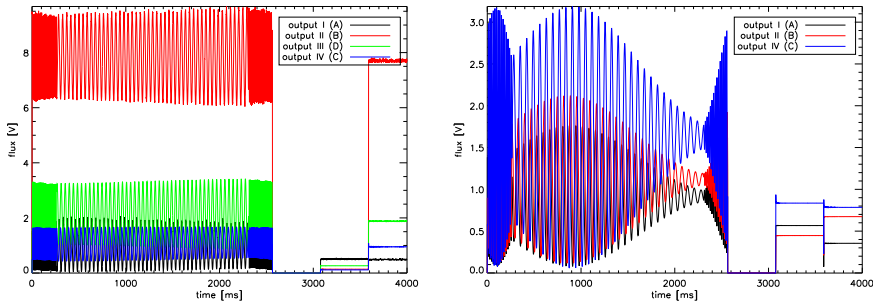 output I (A)
output II (B)
output III (D)
output IV (C)
8
6
4
2
0
flux [V]
0
1000
2000
3000
4000
time [ms]
output I (A)
output II (B)
output IV (C)
3.0
2.5
2.0
1.5
1.0
0.5
0.0
flux [V]
0
1000
2000
3000
4000
time [ms]